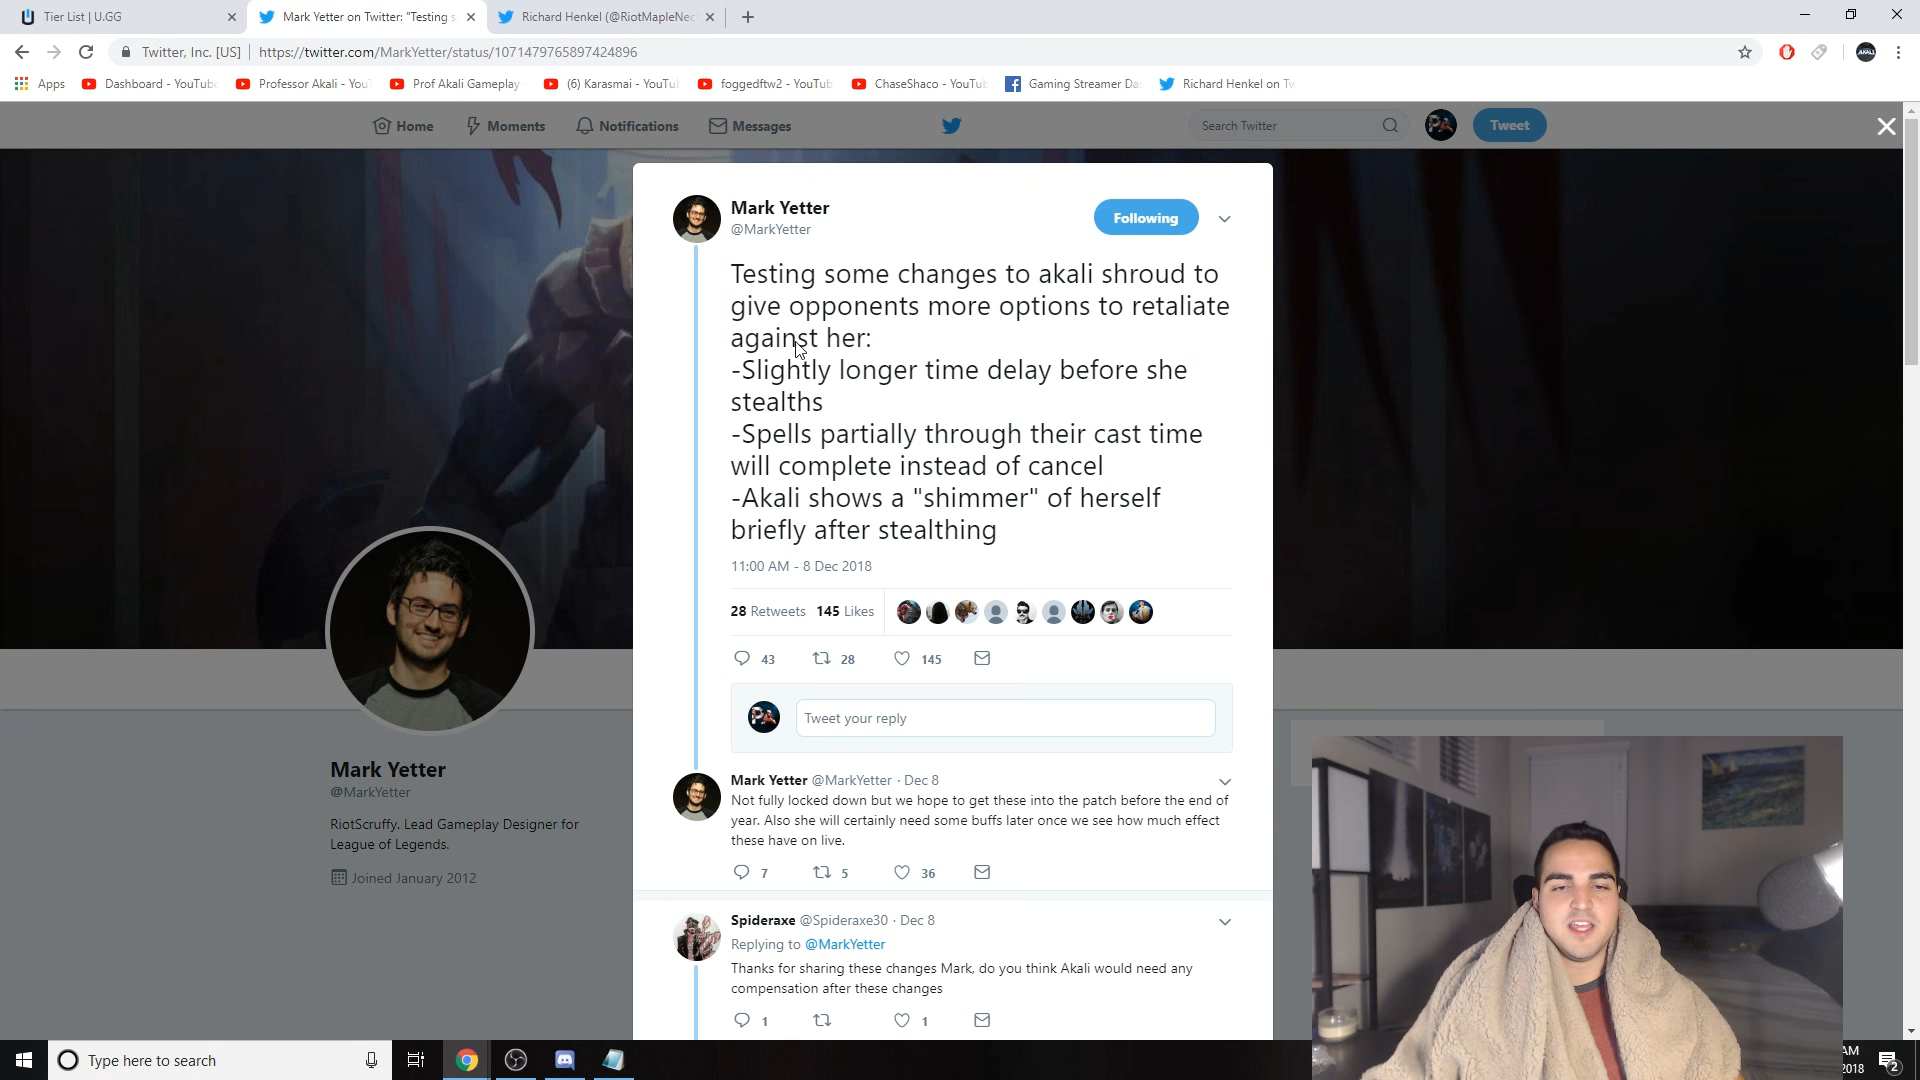 Tier List | U.GG
Mark Yetter on Twitter: "Testing s
Richard Henkel (@RiotMapleNec
Twitter, Inc. [US]
https://twitter.com/MarkYetter/status/1071479765897424896
Apps
Dashboard - YouTube
Professor Akali - You
Prof Akali Gameplay
(6) Karasmai - YouTu
foggedftw2 - YouTub
ChaseShaco - YouTub
Gaming Streamer Da
Richard Henkel on Tw
Home
Moments
Notifications
Messages
Search Twitter
Tweet
Mark Yetter
@MarkYetter
Following
Testing some changes to akali shroud to
give opponents more options to retaliate
against her:
-Slightly longer time delay before she
stealths
-Spells partially through their cast time
will complete instead of cancel
-Akali shows a "shimmer" of herself
briefly after stealthing
11:00 AM - 8 Dec 2018
28 Retweets 145 Likes
43 28 145
Tweet your reply
Mark Yetter @MarkYetter · Dec 8
Not fully locked down but we hope to get these into the patch before the end of
year. Also she will certainly need some buffs later once we see how much effect
these have on live.
7 5 36
Spideraxe @Spideraxe30 · Dec 8
Replying to @MarkYetter
Thanks for sharing these changes Mark, do you think Akali would need any
compensation after these changes
1 1
Mark Yetter
@MarkYetter
RiotScruffy. Lead Gameplay Designer for
League of Legends.
Joined January 2012
Type here to search
AM
2018
2